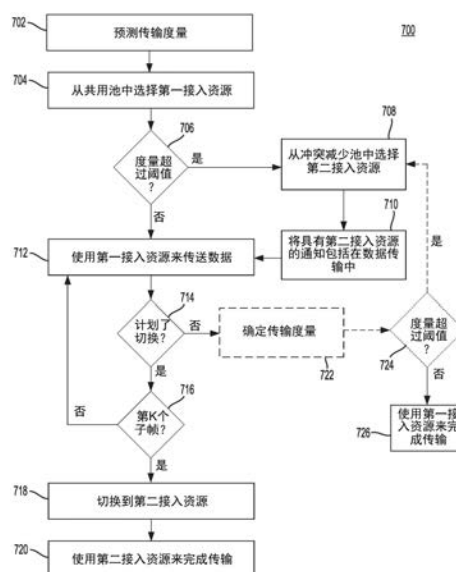 700
702
预测传输度量
704
从共用池中选择第一接入资源
706
度量超
过阈值
?
是
否
708
从冲突减少池中选择
第二接入资源
710
将具有第二接入资源
的通知包括在数据传
输中
712
使用第一接入资源来传送数据
714
计划了
切换?
否
是
确定传输度量
722
度量超
过阈值
?
724
是
否
716
第K个
子帧?
否
是
使用第一接
入资源来完
成传输
726
718
切换到第二接入资源
720
使用第二接入资源来完成传输